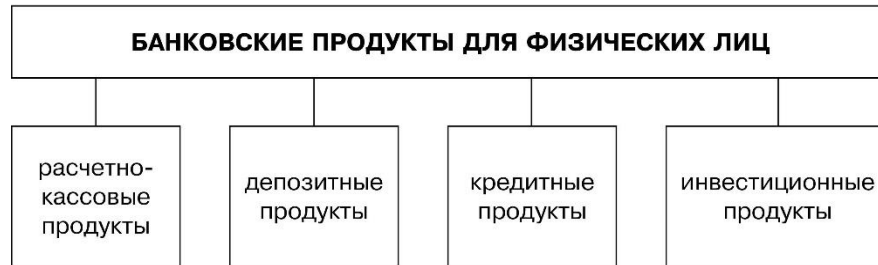 БАНКОВСКИЕ ПРОДУКТЫ ДЛЯ ФИЗИЧЕСКИХ ЛИЦ
расчетно-
кассовые
продукты
депозитные
продукты
кредитные
продукты
инвестиционные
продукты